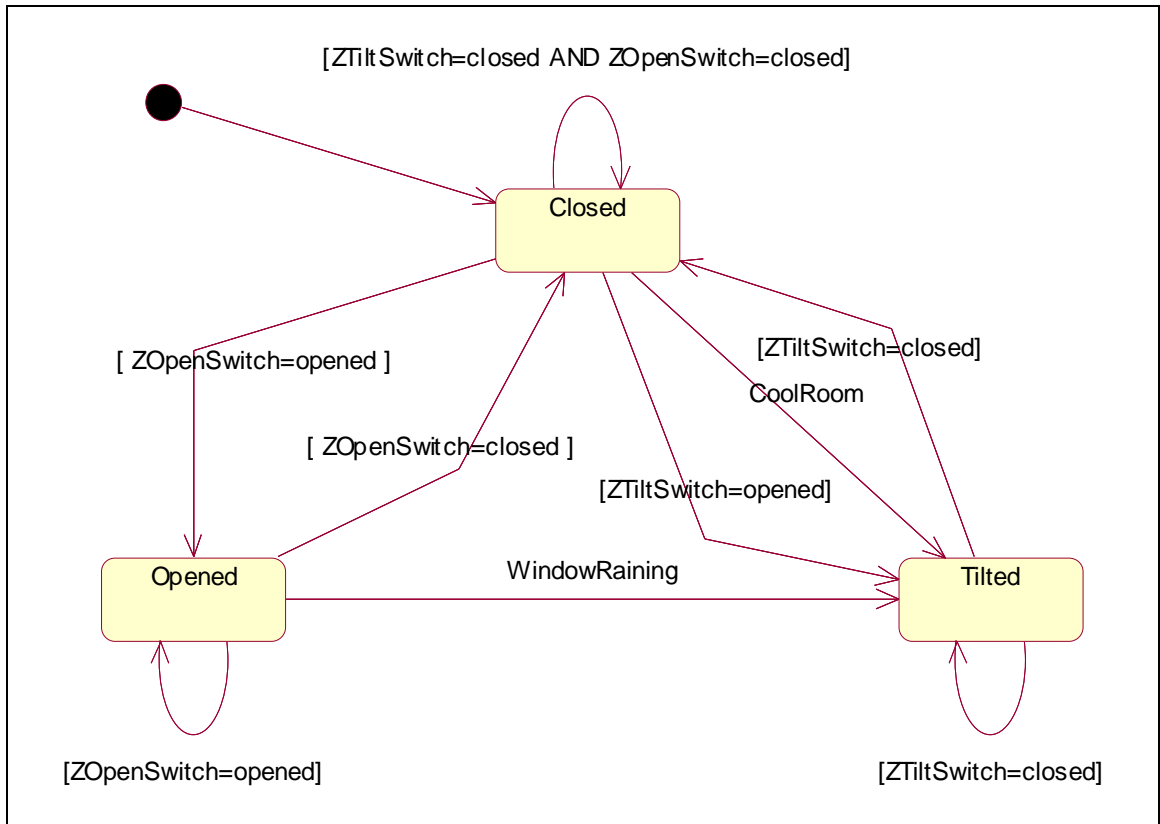 [ZTiltSwitch=closed AND ZOpenSwitch=closed]
Closed
[ ZOpenSwitch=opened ]
[ZTiltSwitch=closed]
CoolRoom
[ ZOpenSwitch=closed ]
[ZTiltSwitch=opened]
WindowRaining
Opened
Tilted
[ZOpenSwitch=opened]
[ZTiltSwitch=closed]